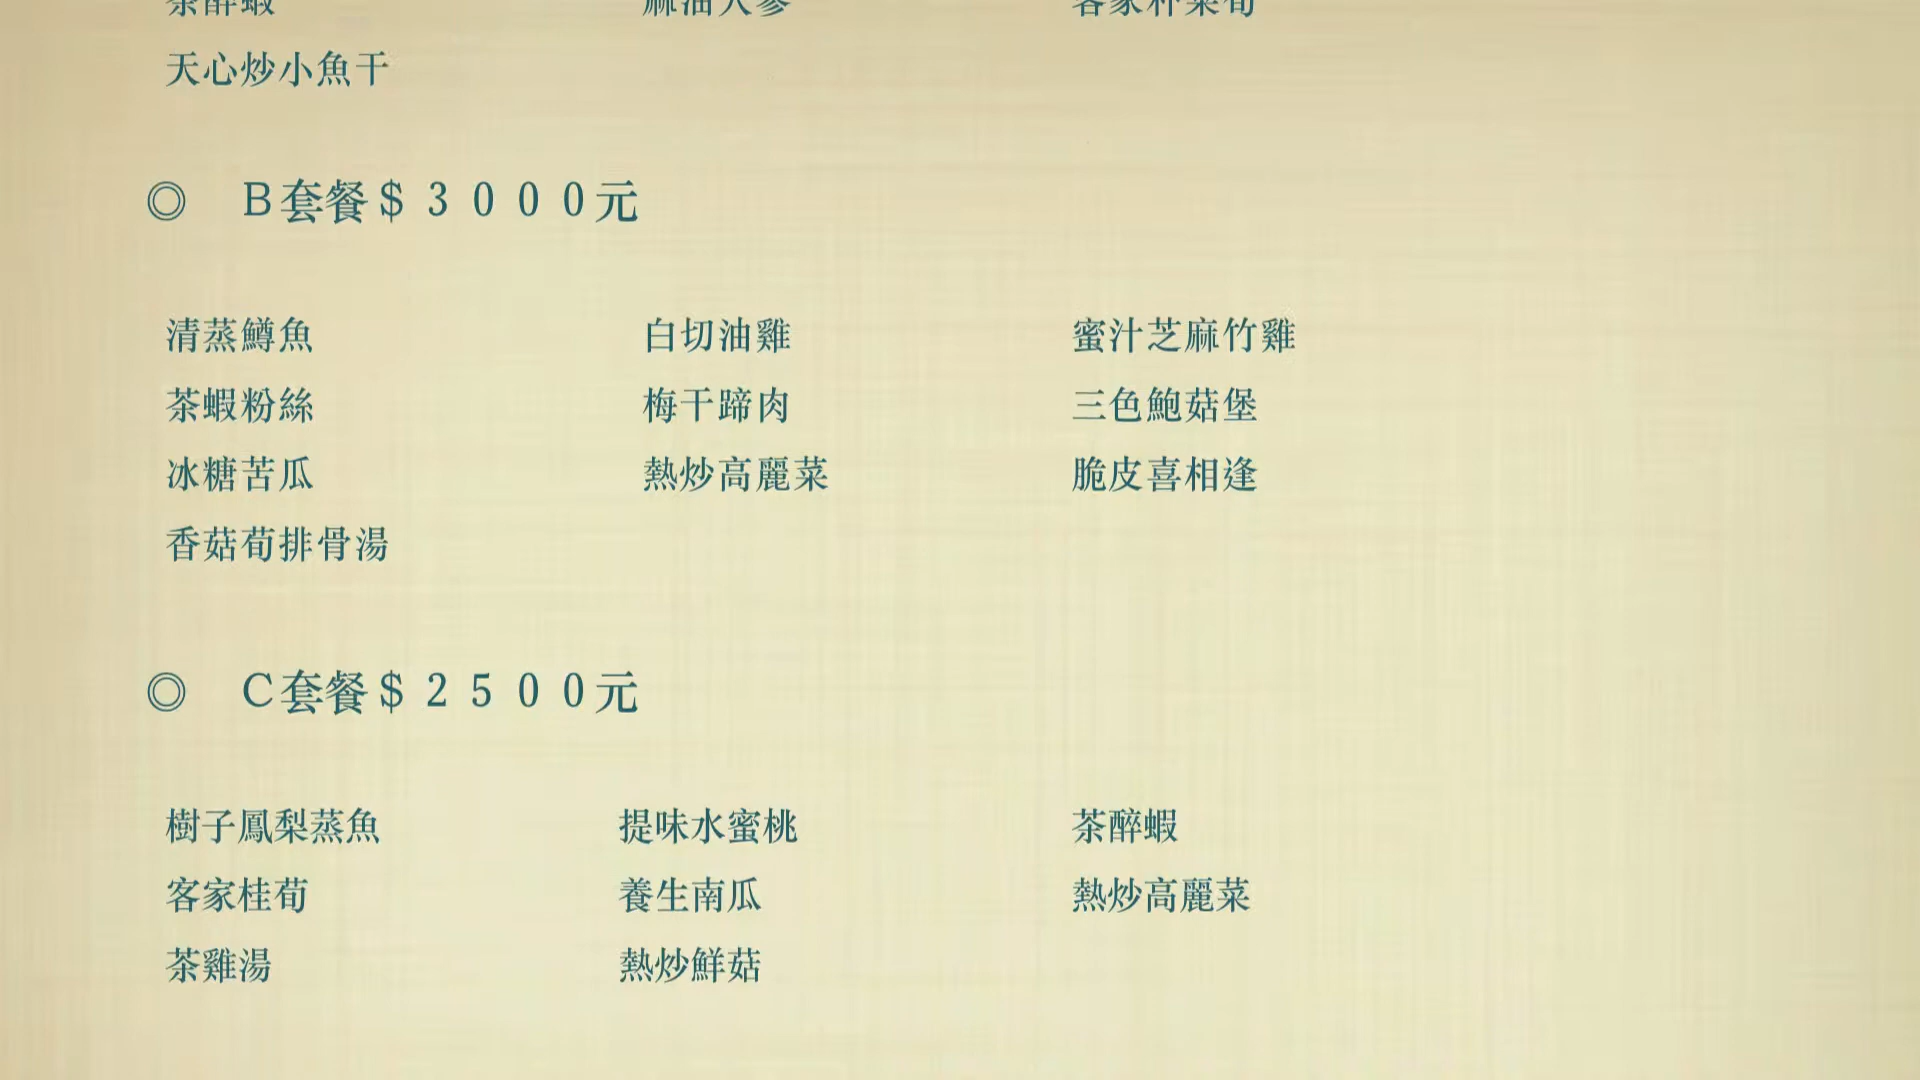 天心炒小魚干
◎ B套餐$3000元
清蒸鱒魚 白切油雞 蜜汁芝麻竹雞
茶蝦粉絲 梅干蹄肉 三色鮑菇堡
冰糖苦瓜 熱炒高麗菜 脆皮喜相逢
香菇荀排骨湯
◎ C套餐$2500元
樹子鳳梨蒸魚 提味水蜜桃 茶醉蝦
客家桂荀 養生南瓜 熱炒高麗菜
茶雞湯 熱炒鮮菇